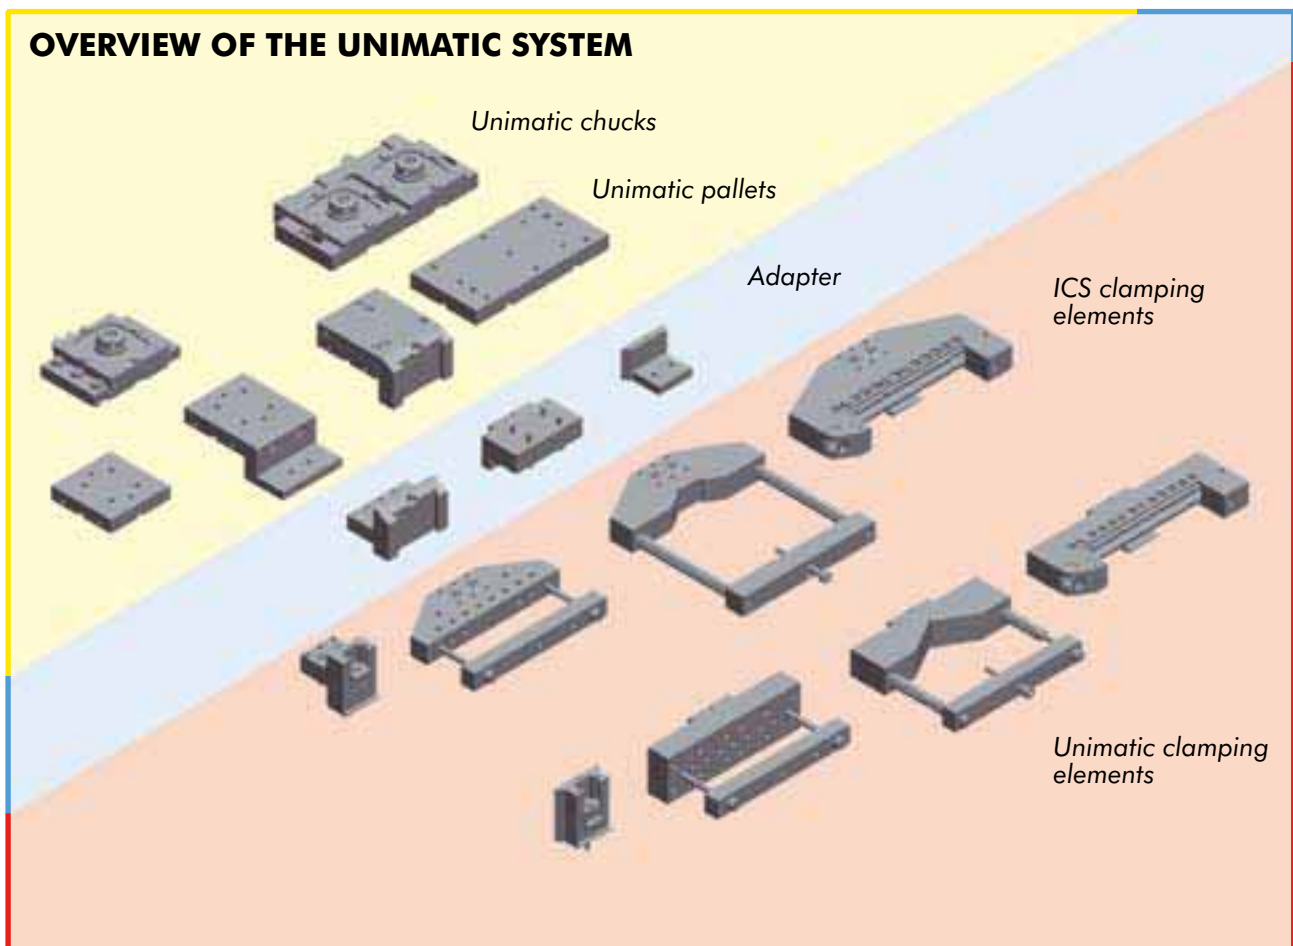 OVERVIEW OF THE UNIMATIC SYSTEM
Unimatic chucks
Unimatic pallets
Adapter
ICS clamping
elements
Unimatic clamping
elements